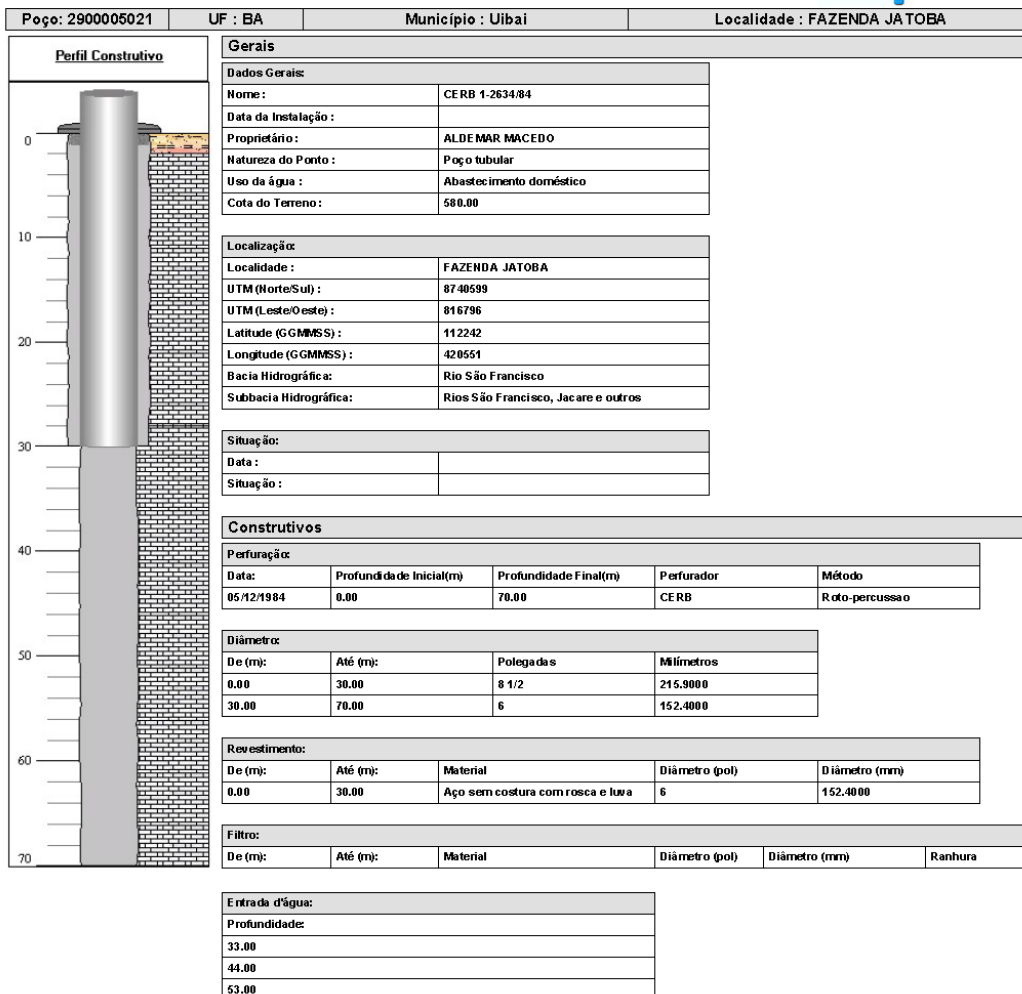 Poço: 2900005021 UF : BA Município : Uibai Localidade : FAZENDA JATOBA
Perfil Construtivo
0
10
20
30
40
50
60
70
Gerais
Dados Gerais:
Nome : CERB 1-2634/84
Data da Instalação :
Proprietário : ALDEMAR MACEDO
Natureza do Ponto : Poço tubular
Uso da água : Abastecimento doméstico
Cota do Terreno : 580.00
Localização:
Localidade : FAZENDA JATOBA
UTM (Norte/Sul) : 8740599
UTM (Leste/Oeste) : 816796
Latitude (GGMMSS) : 112242
Longitude (GGMMSS) : 420551
Bacia Hidrográfica: Rio São Francisco
Subbacia Hidrográfica: Rios São Francisco, Jacare e outros
Situação:
Data :
Situação :
Construtivos
Perfuração:
Data: Profundidade Inicial(m) Profundidade Final(m) Perfurador Método
05/12/1984 0.00 70.00 CERB Roto-percussao
Diâmetro:
De (m): Até (m): Polegadas Milímetros
0.00 30.00 8 1/2 215.9000
30.00 70.00 6 152.4000
Revestimento:
De (m): Até (m): Material Diâmetro (pol) Diâmetro (mm)
0.00 30.00 Aço sem costura com rosca e luva 6 152.4000
Filtro:
De (m): Até (m): Material Diâmetro (pol) Diâmetro (mm) Ranhura
Entrada d'água:
Profundidade:
33.00
44.00
53.00